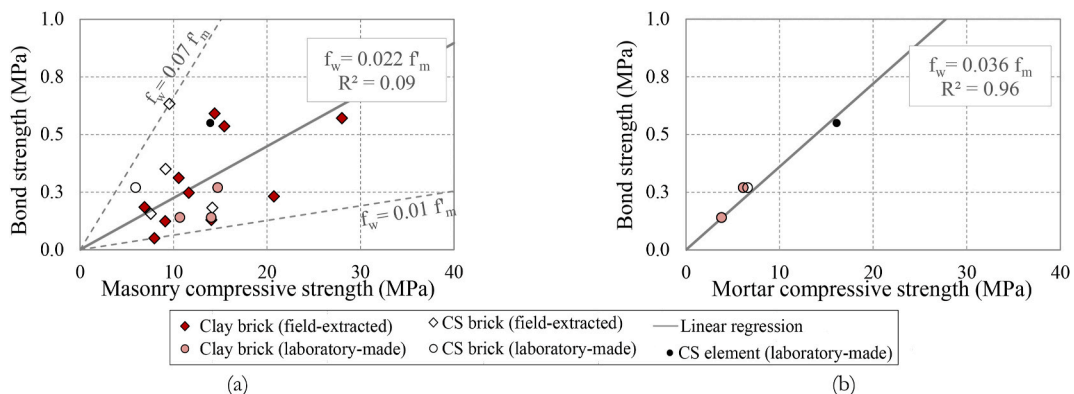 1.0
0.8
0.5
0.3
0.0
Bond strength (MPa)
0 10 20 30 40
Masonry compressive strength (MPa)
f_w= 0.07 f'_m
f_w= 0.022 f'_m
R² = 0.09
f_w= 0.01 f'_m
1.0
0.8
0.5
0.3
0.0
Bond strength (MPa)
0 10 20 30 40
Mortar compressive strength (MPa)
f_w= 0.036 f_m
R² = 0.96
Clay brick (field-extracted) CS brick (field-extracted) Linear regression
Clay brick (laboratory-made) CS brick (laboratory-made) CS element (laboratory-made)
(a) (b)